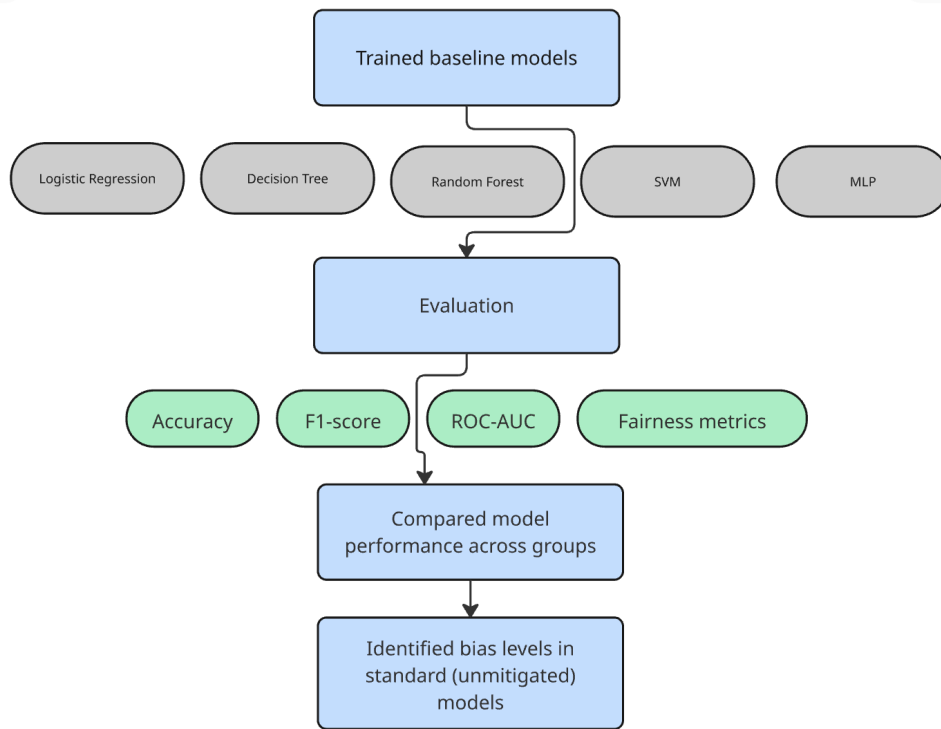 Trained baseline models
Logistic Regression
Decision Tree
Random Forest
SVM
MLP
Evaluation
Accuracy
F1-score
ROC-AUC
Fairness metrics
Compared model
performance across groups
Identified bias levels in
standard (unmitigated)
models